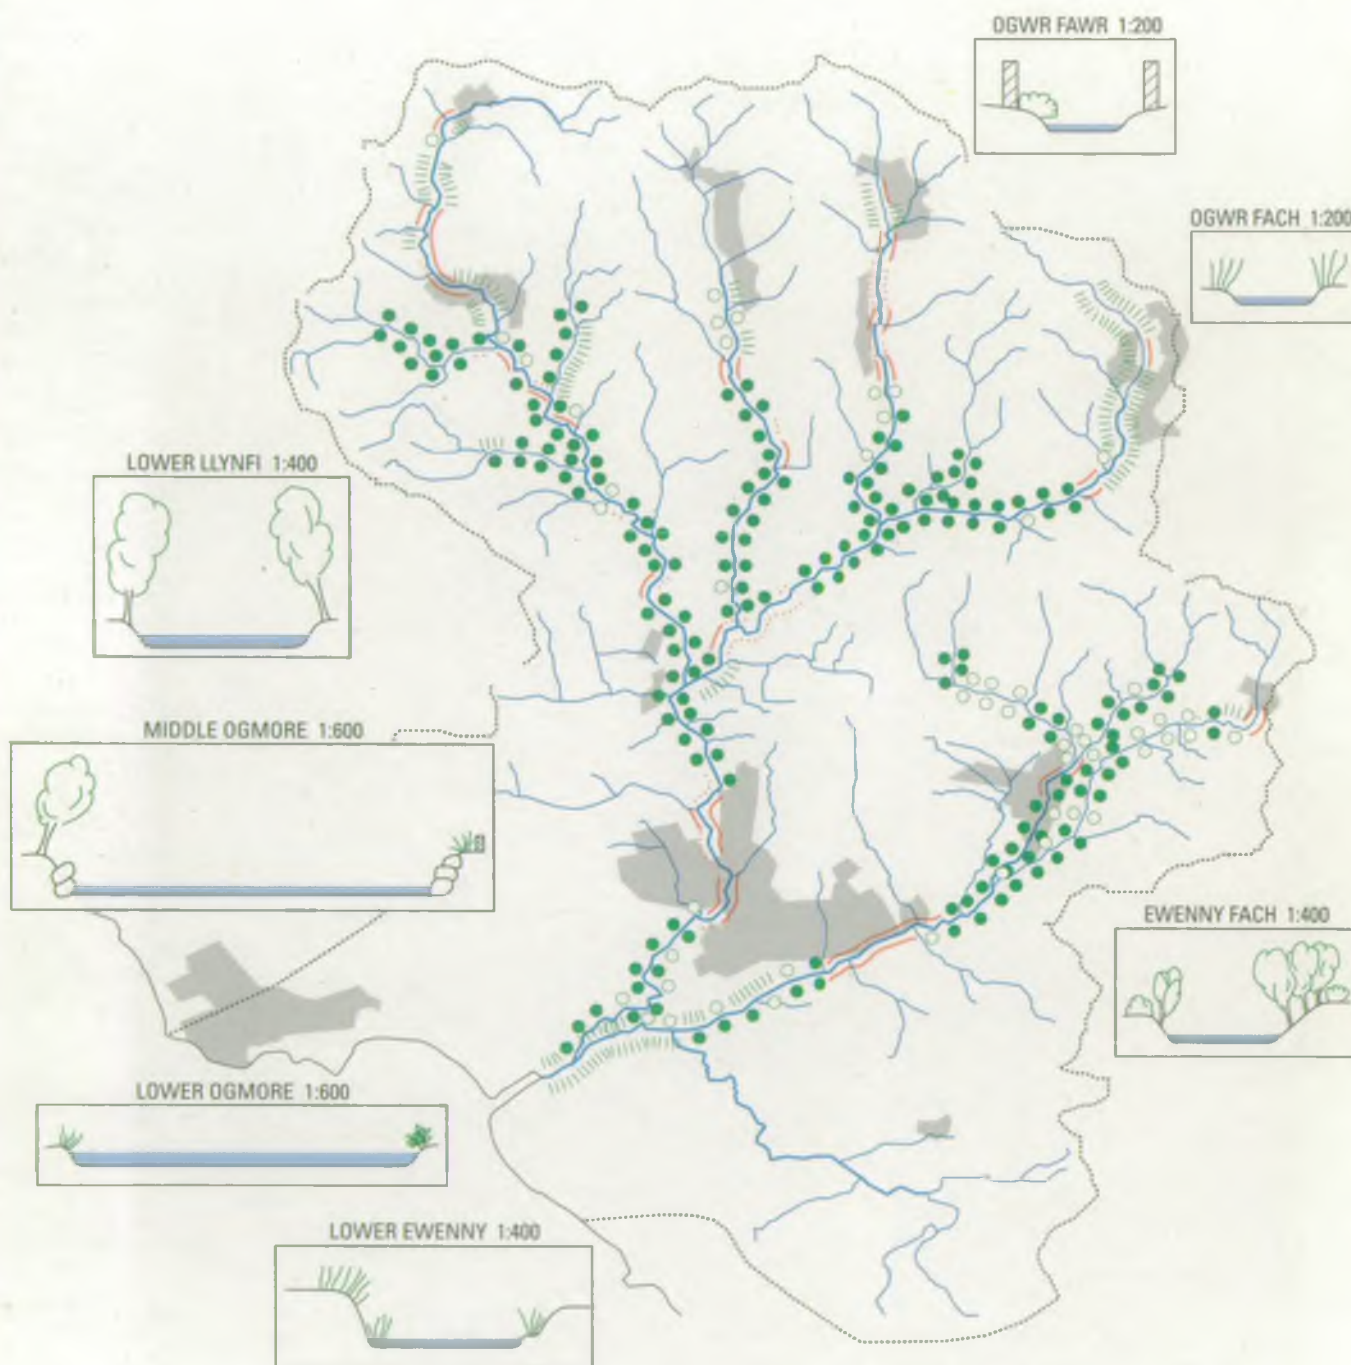 OGWR FAWR 1:200
OGWR FACH 1:200
LOWER LLYNFI 1:400
MIDDLE OGMORE 1:600
EWENNY FACH 1:400
LOWER OGMORE 1:600
LOWER EWENNY 1:400